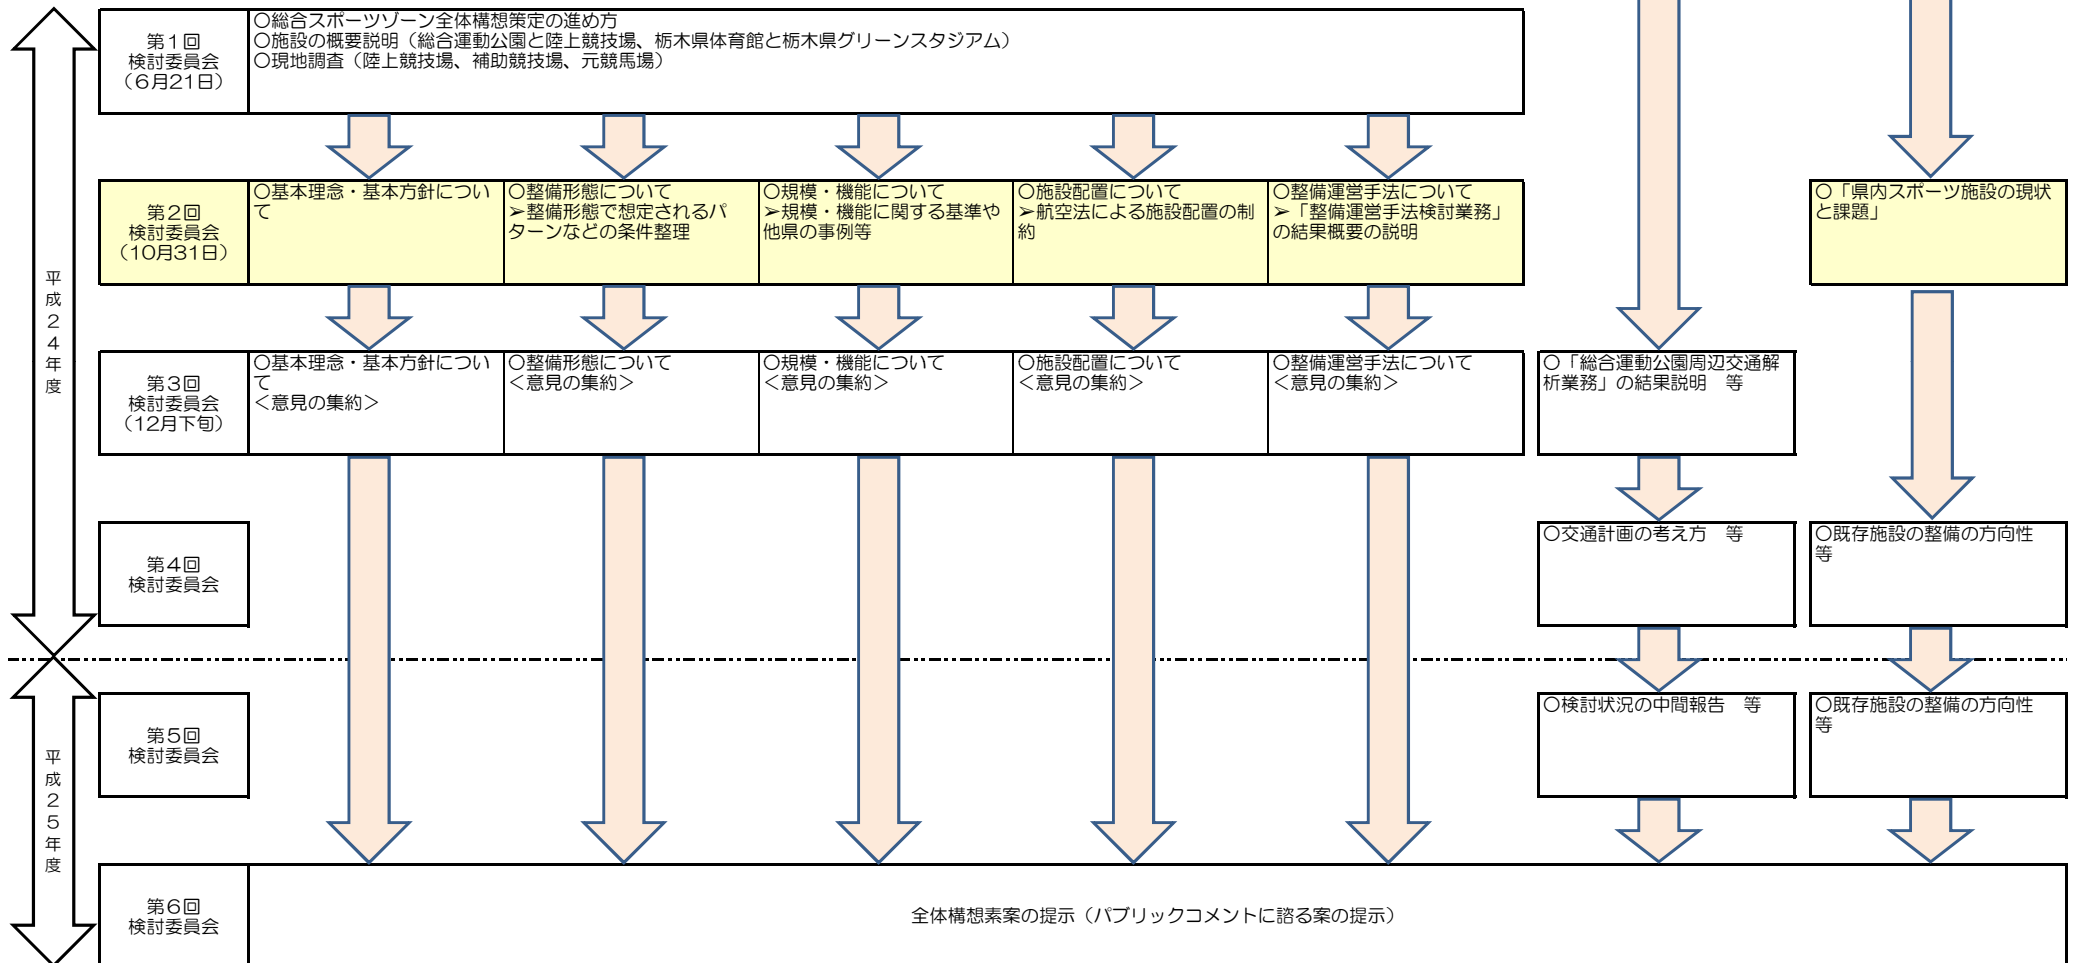 平成24年度
第1回
検討委員会
（6月21日）
○総合スポーツゾーン全体構想策定の進め方
○施設の概要説明（総合運動公園と陸上競技場、栃木県体育館と栃木県グリーンスタジアム）
○現地調査（陸上競技場、補助競技場、元競馬場）
第2回
検討委員会
（10月31日）
○基本理念・基本方針につい
て
○整備形態について
➢整備形態で想定されるパ
ターンなどの条件整理
○規模・機能について
➢規模・機能に関する基準や
他県の事例等
○施設配置について
➢航空法による施設配置の制
約
○整備運営手法について
➢「整備運営手法検討業務」
の結果概要の説明
○「県内スポーツ施設の現状
と課題」
第3回
検討委員会
（12月下旬）
○基本理念・基本方針につい
て
＜意見の集約＞
○整備形態について
＜意見の集約＞
○規模・機能について
＜意見の集約＞
○施設配置について
＜意見の集約＞
○整備運営手法について
＜意見の集約＞
○「総合運動公園周辺交通解
析業務」の結果説明　等
第4回
検討委員会
○交通計画の考え方　等
○既存施設の整備の方向性
等
平成25年度
第5回
検討委員会
○検討状況の中間報告　等
○既存施設の整備の方向性
等
第6回
検討委員会
全体構想素案の提示（パブリックコメントに諮る案の提示）